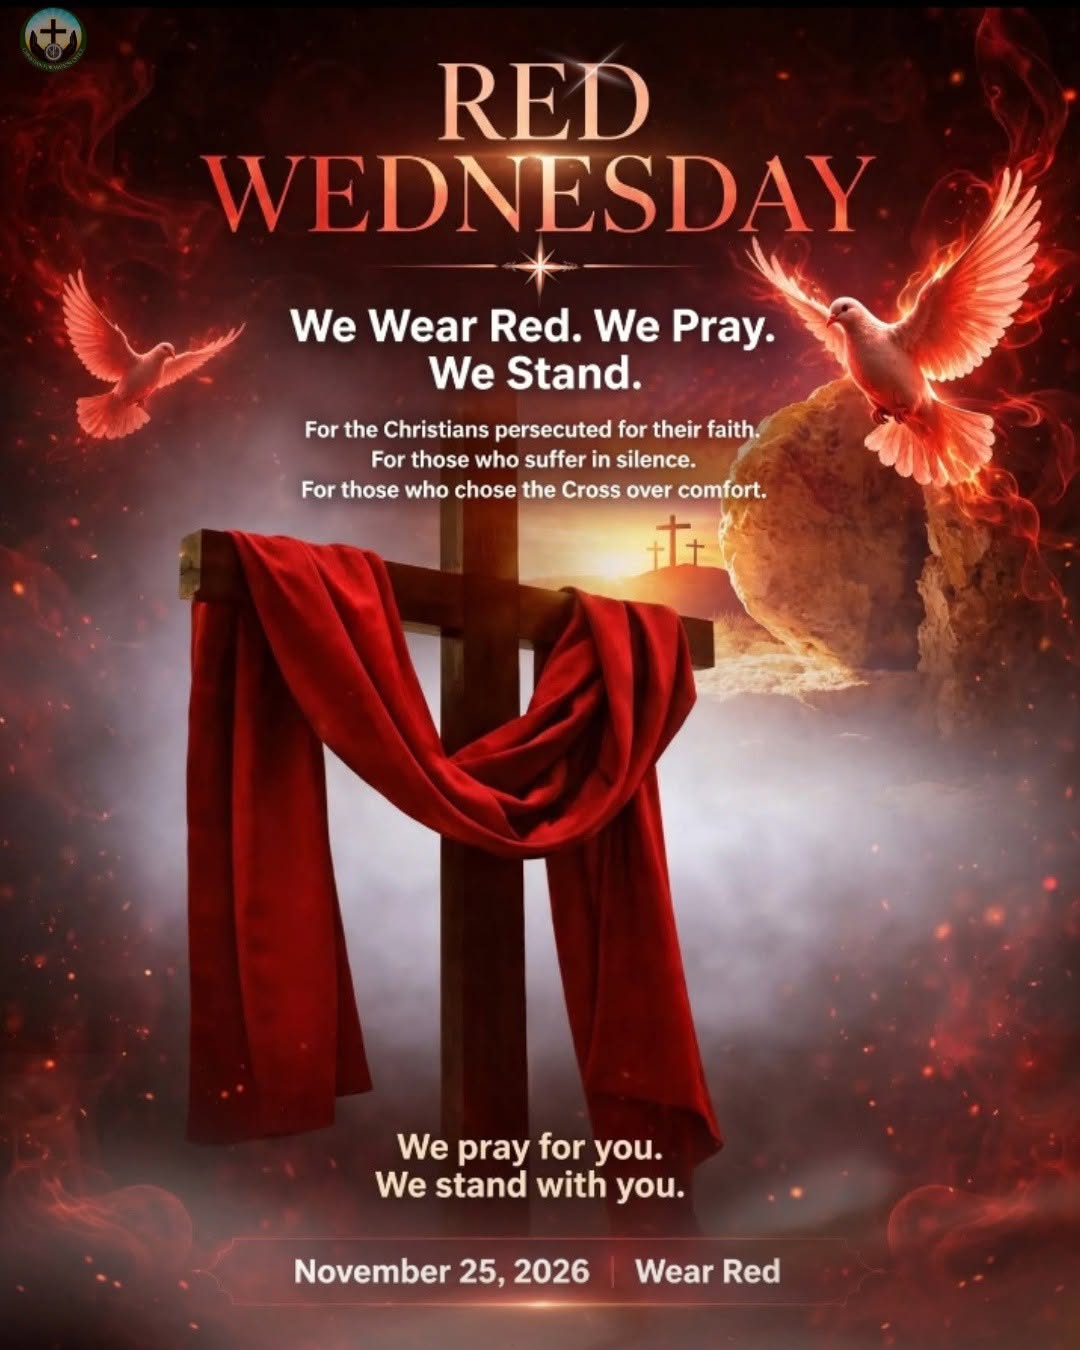 RED
WEDNESDAY
We Wear Red. We Pray.
We Stand.
For the Christians persecuted for their faith.
For those who suffer in silence.
For those who chose the Cross over comfort.
We pray for you.
We stand with you.
November 25, 2026 | Wear Red